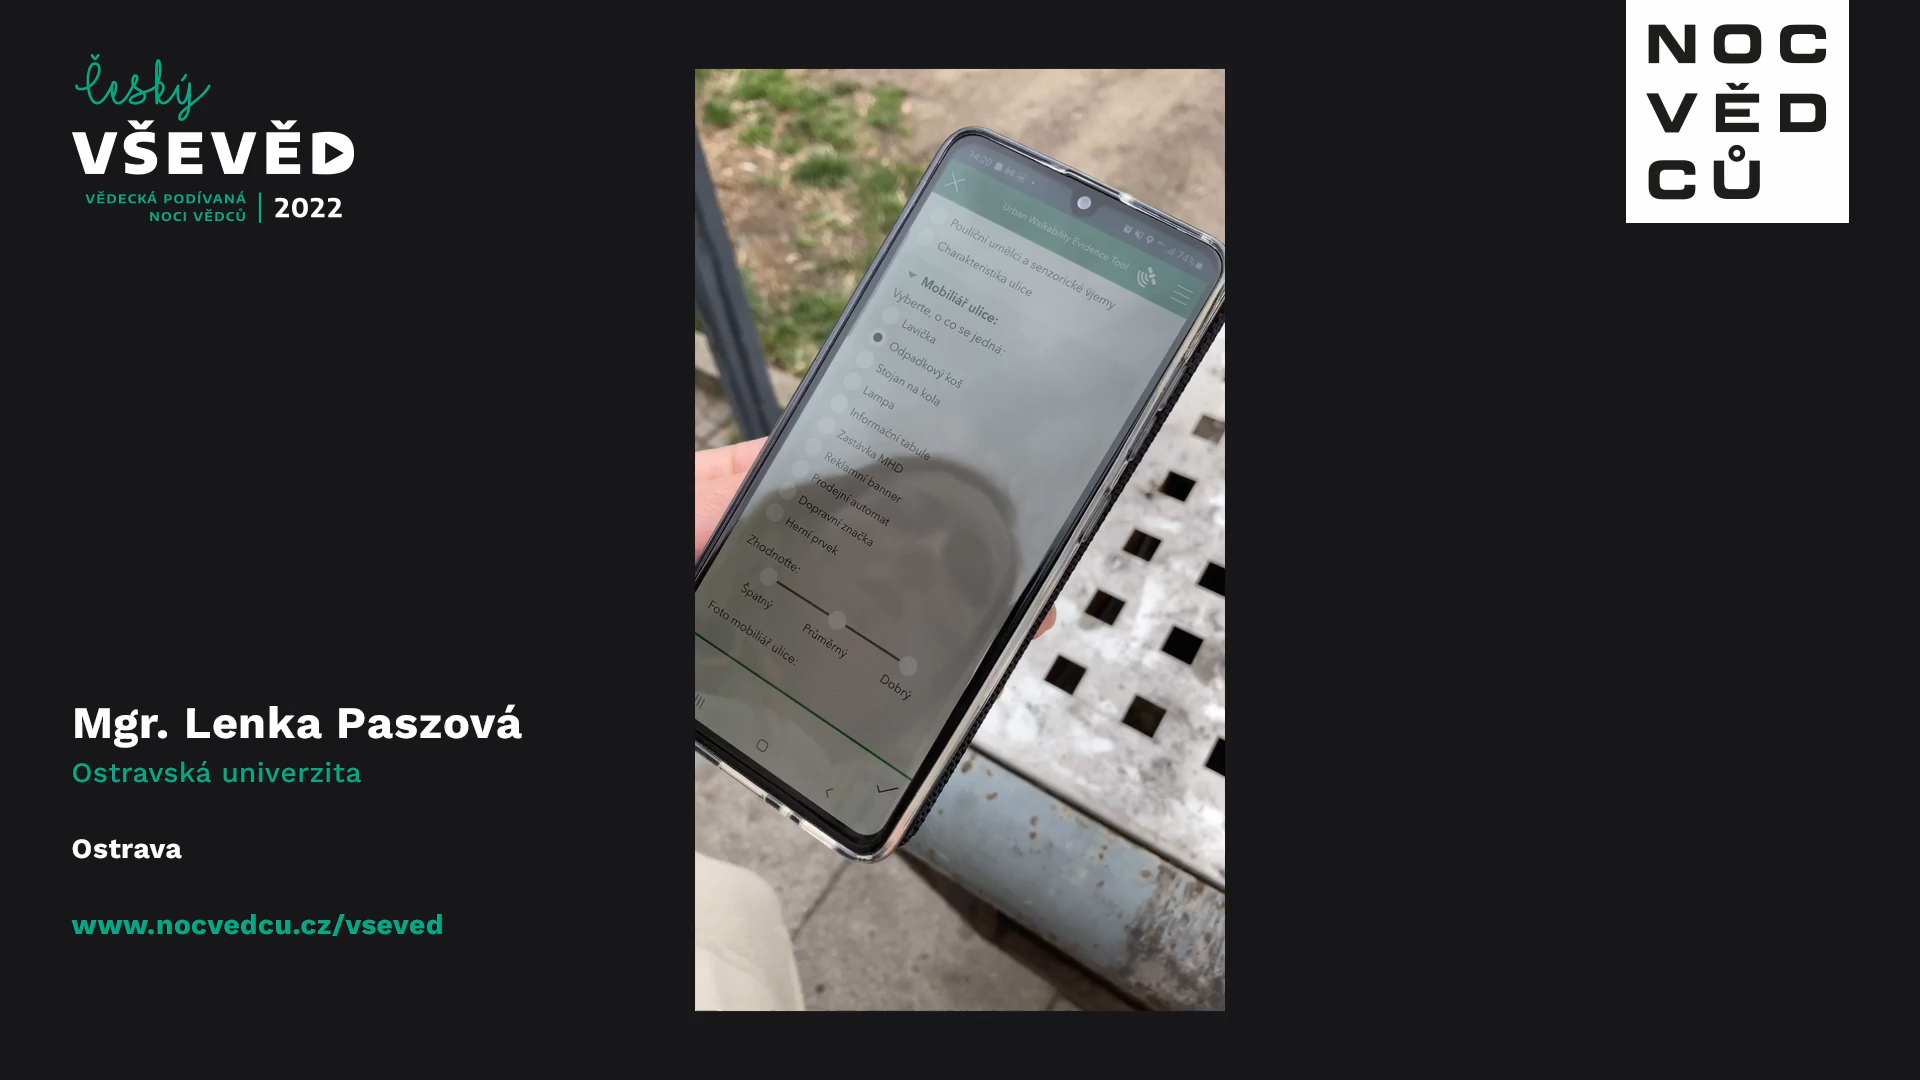 Český
VŠEVĚD
VĚDECKÁ PODÍVANÁ
NOCI VĚDCŮ
2022
NOC
VĚD
CŮ
14:20
74%
Urban Walkability Evidence Tool
Pouliční umělci a senzorické vjemy
Charakteristika ulice
Mobiliář ulice:
Vyberte, o co se jedná:
Lavička
Odpadkový koš
Stojan na kola
Lampa
Informační tabule
Zastávka MHD
Reklamní banner
Prodejní automat
Dopravní značka
Herní prvek
Zhodnoťte:
Špatný
Průměrný
Dobrý
Foto mobiliář ulice:
Mgr. Lenka Paszová
Ostravská univerzita
Ostrava
www.nocvedcu.cz/vseved